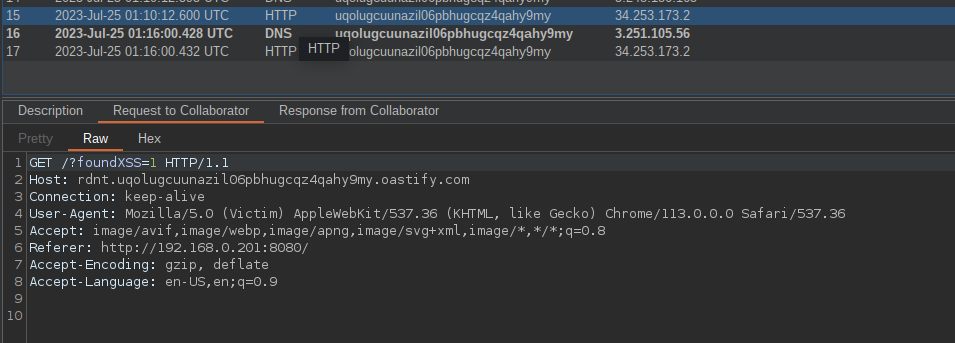 15 2023-Jul-25 01:10:12.600 UTC HTTP uqolugcuunazil06pbhugcqz4qahy9my 34.253.173.2
16 2023-Jul-25 01:16:00.428 UTC DNS uqolugcuunazil06pbhugcqz4qahy9my 3.251.105.56
17 2023-Jul-25 01:16:00.432 UTC HTTP uqolugcuunazil06pbhugcqz4qahy9my 34.253.173.2
HTTP
Description Request to Collaborator Response from Collaborator
Pretty Raw Hex
1 GET /?foundXSS=1 HTTP/1.1
2 Host: rdnt.uqolugcuunazil06pbhugcqz4qahy9my.oastify.com
3 Connection: keep-alive
4 User-Agent: Mozilla/5.0 (Victim) AppleWebKit/537.36 (KHTML, like Gecko) Chrome/113.0.0.0 Safari/537.36
5 Accept: image/avif,image/webp,image/apng,image/svg+xml,image/*,*/*;q=0.8
6 Referer: http://192.168.0.201:8080/
7 Accept-Encoding: gzip, deflate
8 Accept-Language: en-US,en;q=0.9
9
10